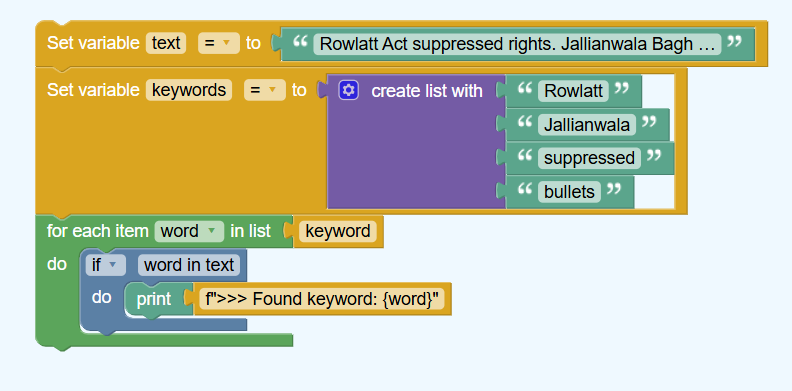 Set variable text = to “ Rowlatt Act suppressed rights. Jallianwala Bagh ... ”
Set variable keywords = to create list with “ Rowlatt ”
“ Jallianwala ”
“ suppressed ”
“ bullets ”
for each item word in list keyword
do if word in text
do print f">>> Found keyword: {word}"